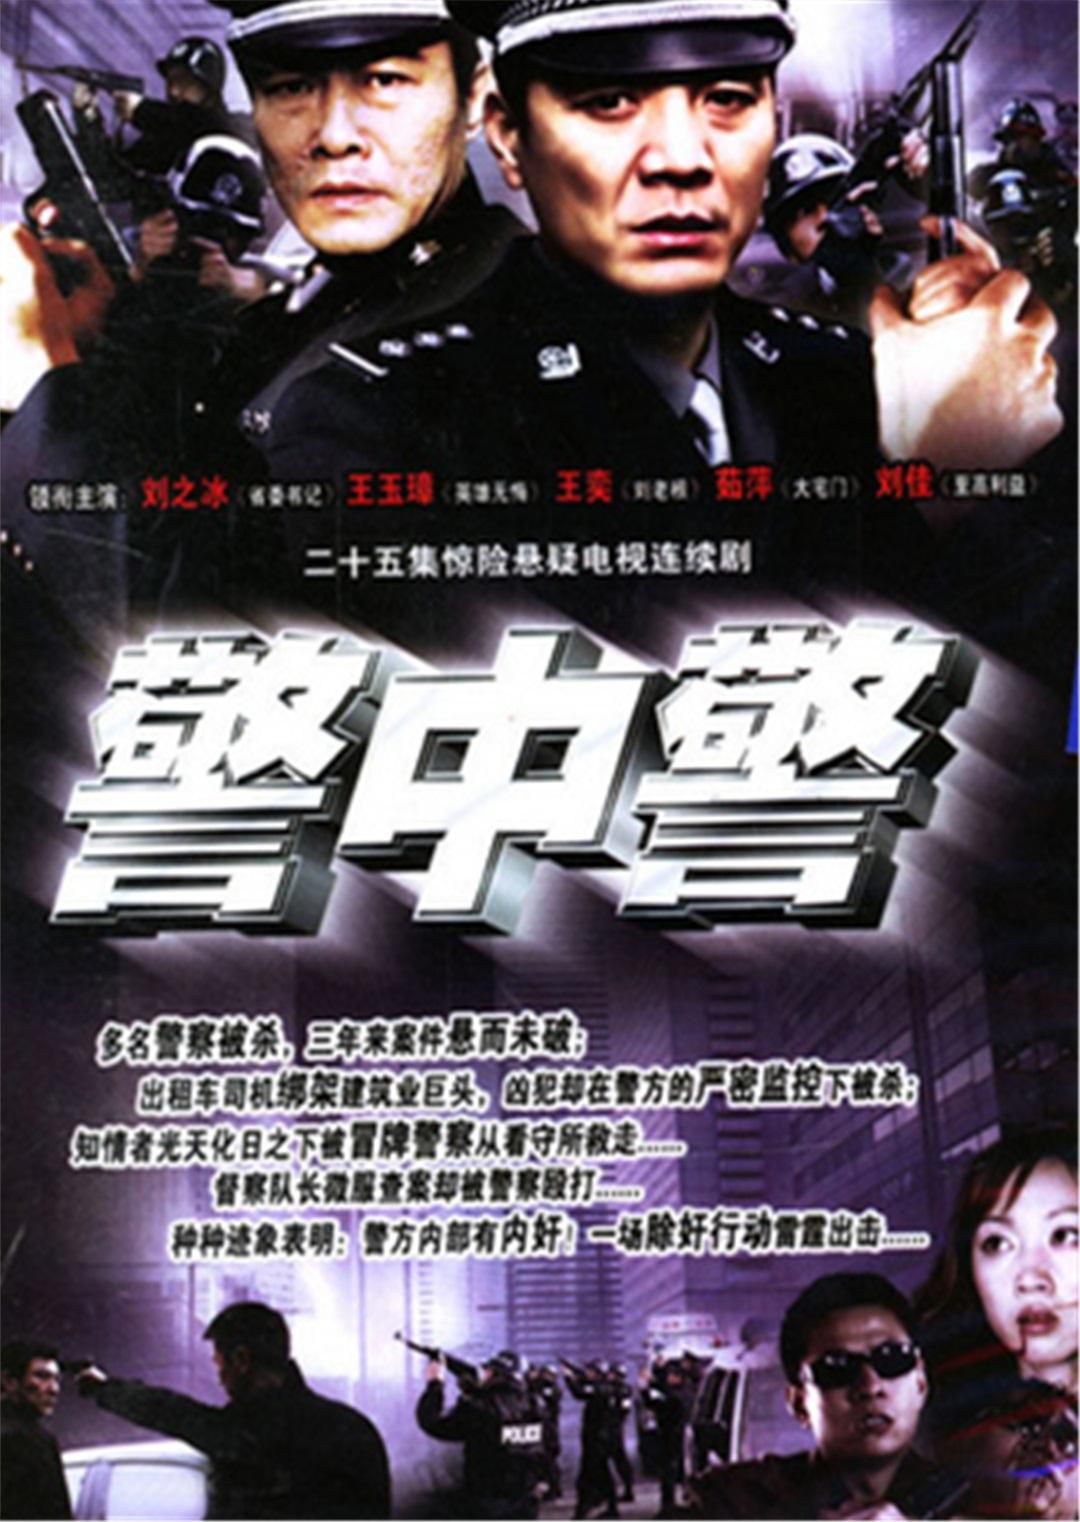 领衔主演：刘之冰（省委书记）王玉璋（英雄无悔）王奕（刘老根）茹萍（大宅门）刘佳（至高利益）
二十五集惊险悬疑电视连续剧
警中警
多名警察被杀，三年来案件悬而未破；
出租车司机绑架建筑业巨头，凶犯却在警方的严密监控下被杀；
知情者光天化日之下被冒牌警察从看守所救走……
督察队长微服查案却被警察殴打……
种种迹象表明：警方内部有内奸！一场除奸行动雷霆出击……
POLICE